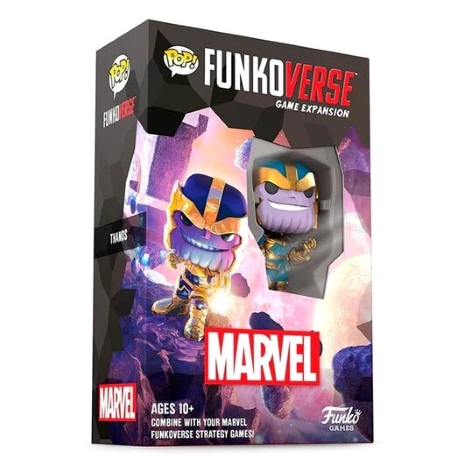 POP!
FUNKOVERSE
GAME EXPANSION
POP!
FUNKOVERSE
THANOS
MARVEL
MARVEL
AGES 10+
COMBINE WITH YOUR MARVEL
FUNKOVERSE STRATEGY GAMES!
Funko
GAMES